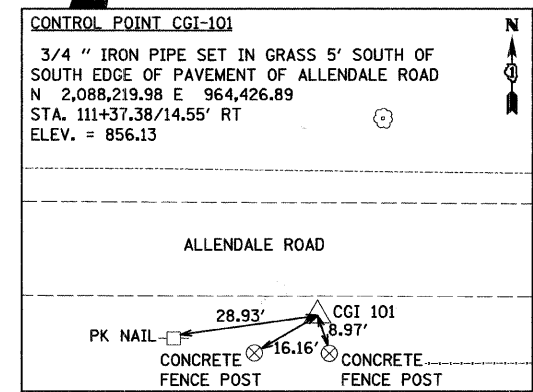 CONTROL POINT CGI-101
N
3/4 " IRON PIPE SET IN GRASS 5' SOUTH OF
SOUTH EDGE OF PAVEMENT OF ALLENDALE ROAD
N 2,088,219.98 E 964,426.89
STA. 111+37.38/14.55' RT
ELEV. = 856.13
1
ALLENDALE ROAD
28.93'
CGI 101
8.97'
PK NAIL
16.16'
CONCRETE
FENCE POST
CONCRETE
FENCE POST